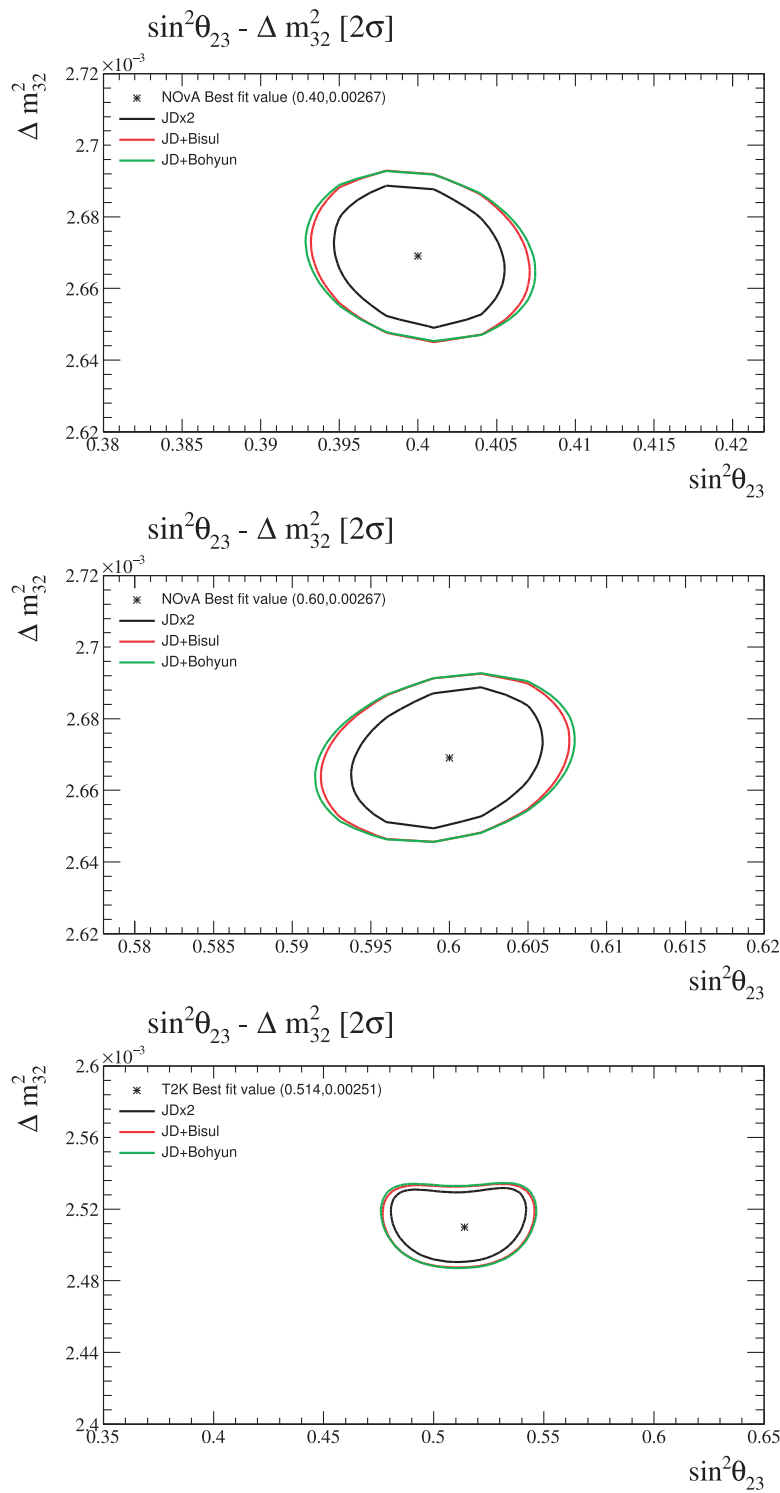 sin²θ₂₃ - Δ m²₃₂ [2σ]
×10⁻³
Δ m²₃₂
2.72
2.7
2.68
2.66
2.64
2.62
NOvA Best fit value (0.40,0.00267)
JDx2
JD+Bisul
JD+Bohyun
0.38 0.385 0.39 0.395 0.4 0.405 0.41 0.415 0.42
sin²θ₂₃
sin²θ₂₃ - Δ m²₃₂ [2σ]
×10⁻³
Δ m²₃₂
2.72
2.7
2.68
2.66
2.64
2.62
NOvA Best fit value (0.60,0.00267)
JDx2
JD+Bisul
JD+Bohyun
0.58 0.585 0.59 0.595 0.6 0.605 0.61 0.615 0.62
sin²θ₂₃
sin²θ₂₃ - Δ m²₃₂ [2σ]
×10⁻³
Δ m²₃₂
2.6
2.56
2.52
2.48
2.44
2.4
T2K Best fit value (0.514,0.00251)
JDx2
JD+Bisul
JD+Bohyun
0.35 0.4 0.45 0.5 0.55 0.6 0.65
sin²θ₂₃